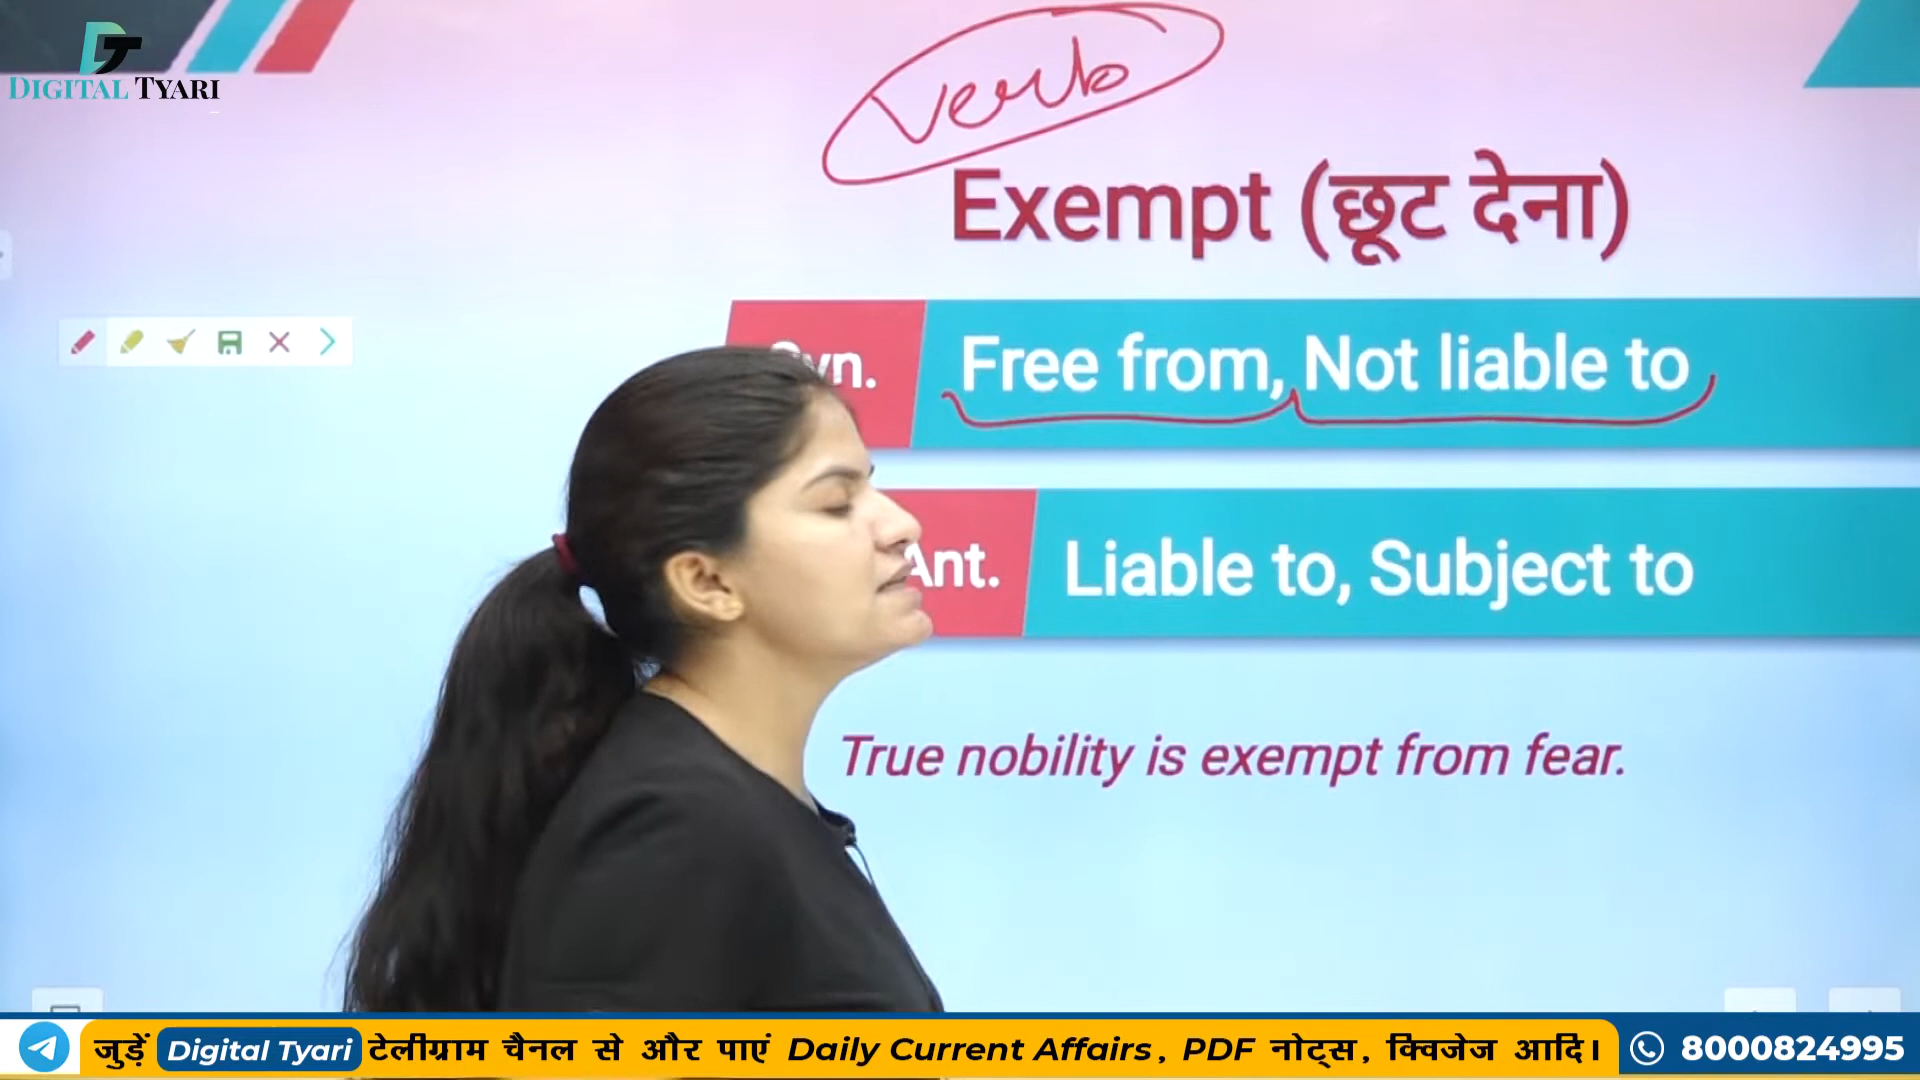 DIGITAL TYARI
verb
Exempt (छूट देना)
Syn. Free from, Not liable to
Ant. Liable to, Subject to
True nobility is exempt from fear.
जुड़ें Digital Tyari टेलीग्राम चैनल से और पाएं Daily Current Affairs, PDF नोट्स, क्विजेज आदि। 8000824995